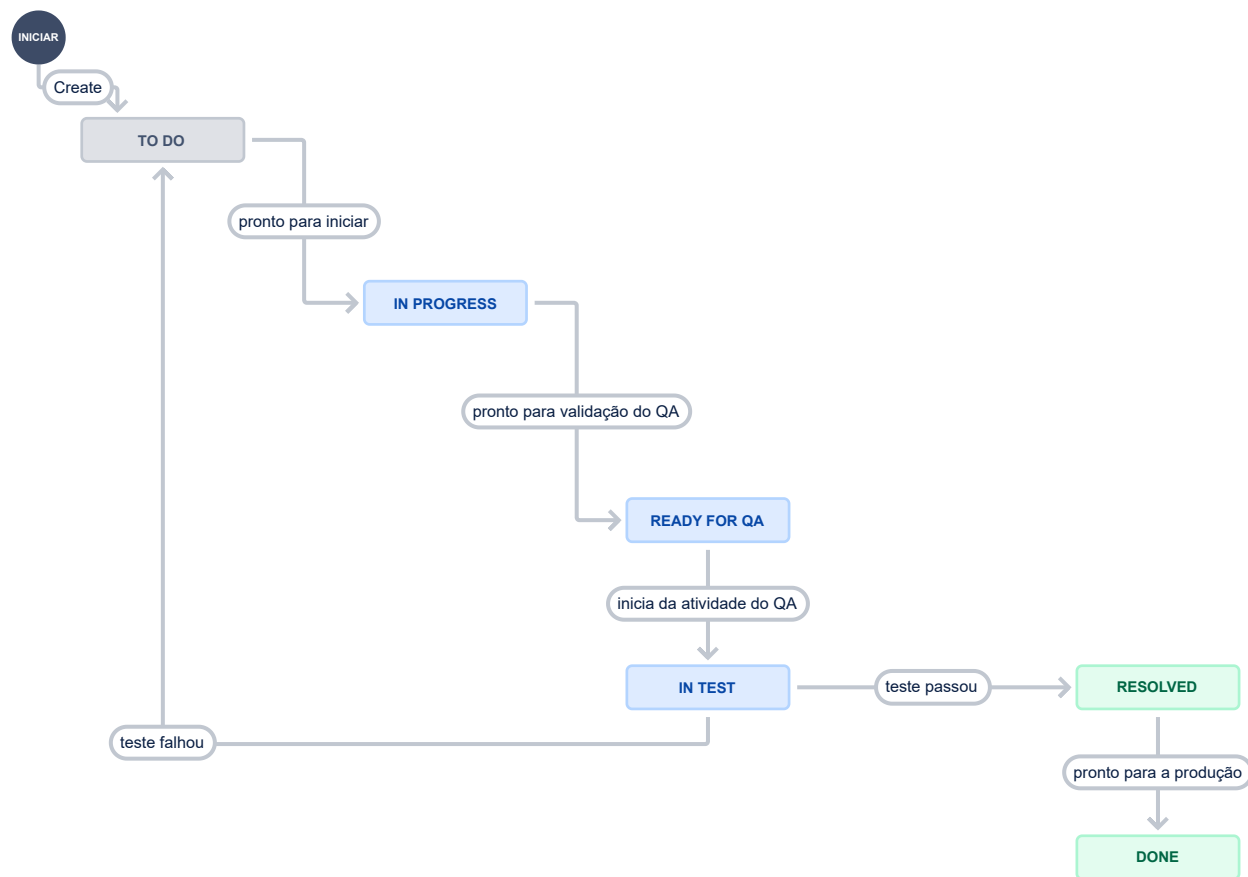 INICIAR
Create
TO DO
pronto para iniciar
IN PROGRESS
pronto para validação do QA
READY FOR QA
inicia da atividade do QA
IN TEST
teste passou
RESOLVED
teste falhou
pronto para a produção
DONE